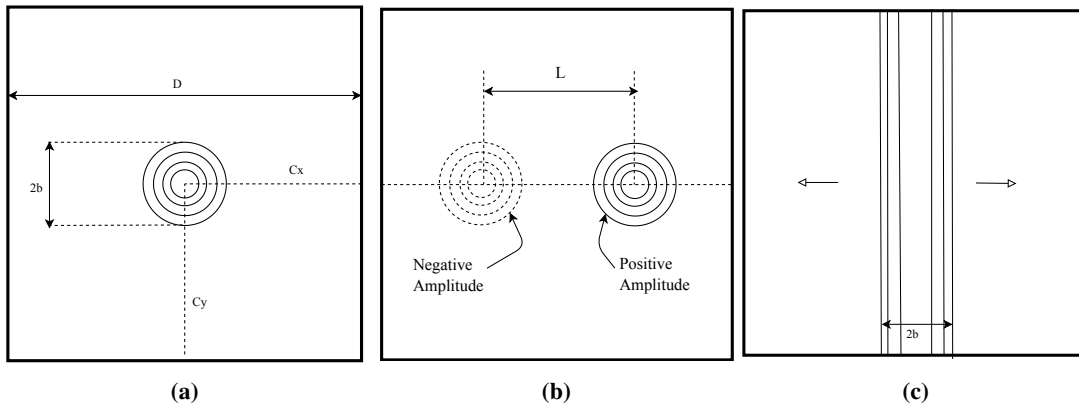 D
2b
Cx
Cy
(a)
L
Negative
Amplitude
Positive
Amplitude
(b)
2b
(c)